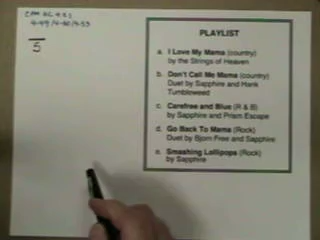 5
PLAYLIST
a. I Love My Mama (country)
by the Strings of Heaven
b. Don't Call Me Mama (country)
Duet by Sapphire and Hank
Tumbleweed
c. Carefree and Blue (R & B)
by Sapphire and Prism Escape
d. Go Back To Mama (Rock)
Duet by Bjorn Free and Sapphire
e. Smashing Lollipops (Rock)
by Sapphire